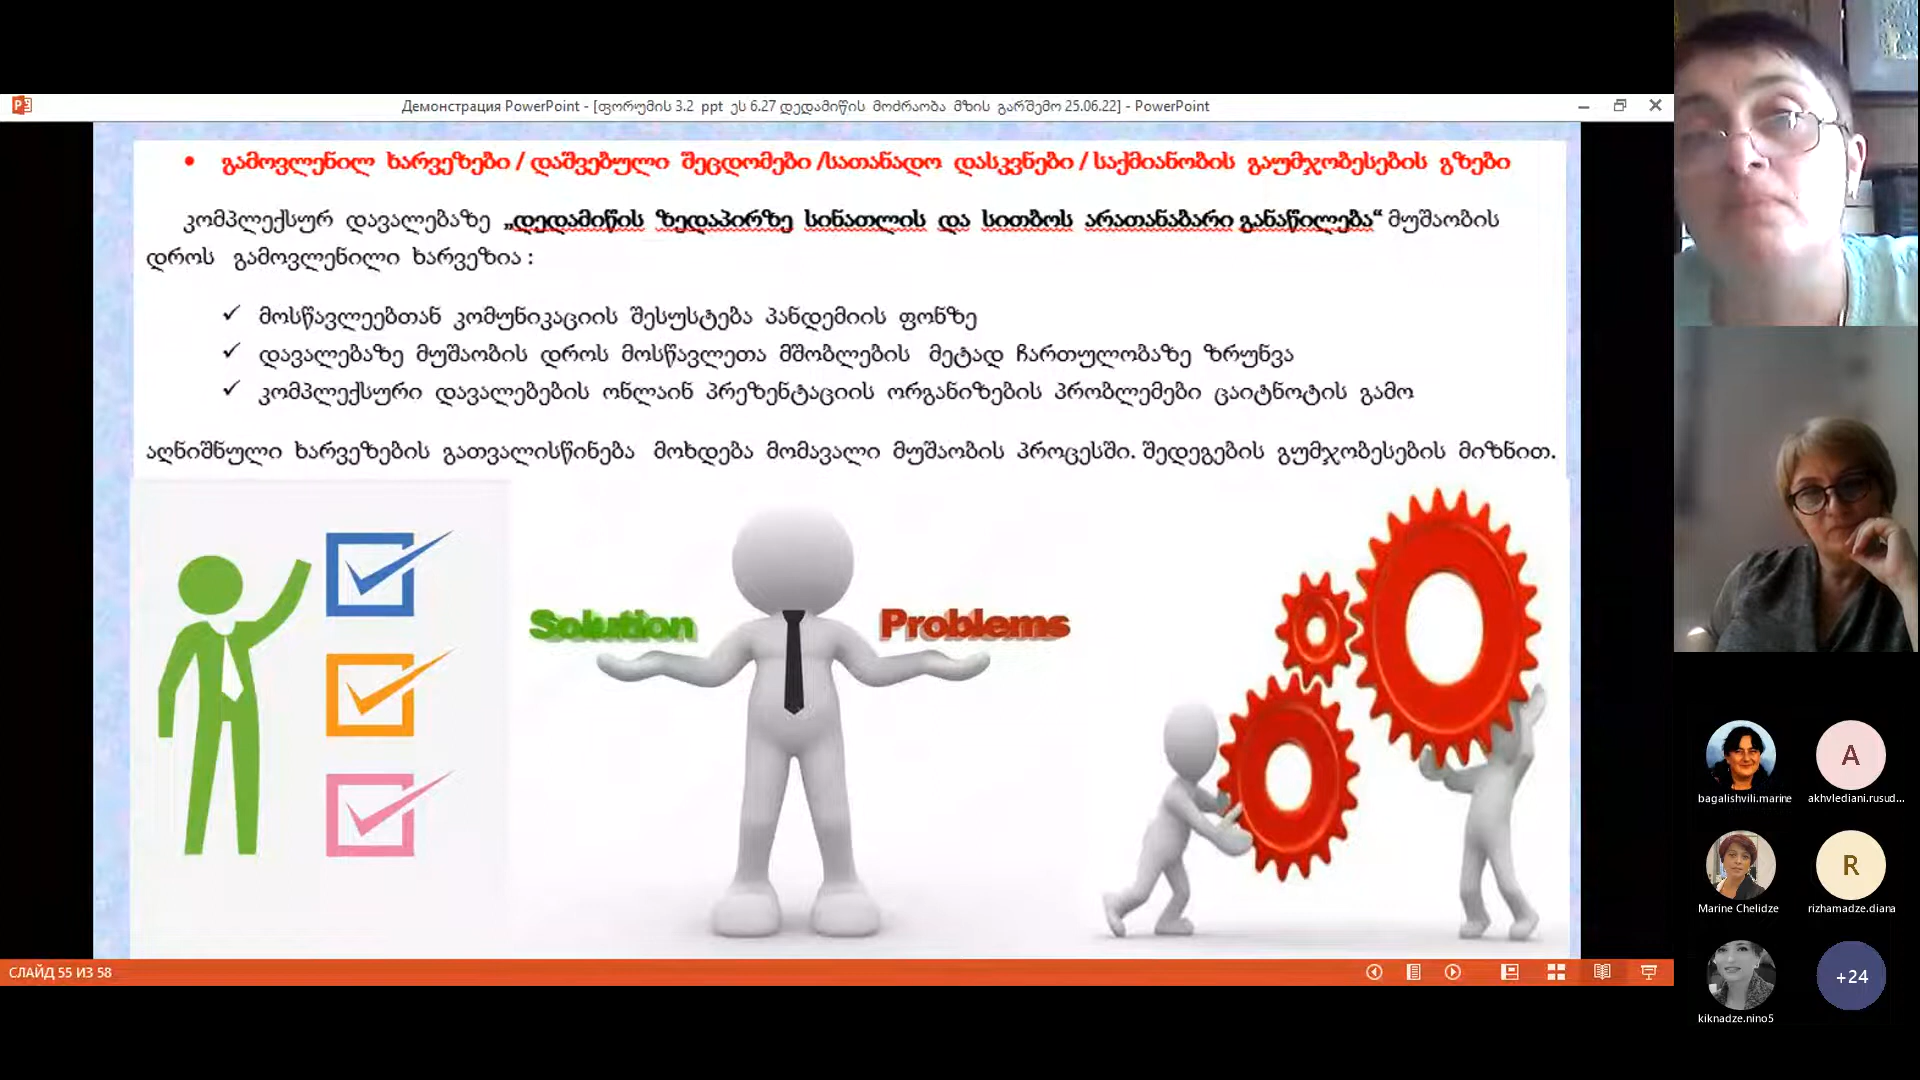 Демонстрация PowerPoint - [ფორუმის 3.2 ppt ეს 6.27 დედამიწის მოძრაობა მზის გარშემო 25.06.22] - PowerPoint
• გამოვლენილ ხარვეზები / დაშვებული შეცდომები /სათანადო დასკვნები / საქმიანობის გაუმჯობესების გზები
კომპლექსურ დავალებაზე „დედამიწის ზედაპირზე სინათლის და სითბოს არათანაბარი განაწილება“ მუშაობის
დროს გამოვლენილი ხარვეზია :
✓ მოსწავლეებთან კომუნიკაციის შესუსტება პანდემიის ფონზე
✓ დავალებაზე მუშაობის დროს მოსწავლეთა მშობლების მეტად ჩართულობაზე ზრუნვა
✓ კომპლექსური დავალებების ონლაინ პრეზენტაციის ორგანიზების პრობლემები ცაიტნოტის გამო
აღნიშნული ხარვეზების გათვალისწინება მოხდება მომავალი მუშაობის პროცესში. შედეგების გუმჯობესების მიზნით.
Solution Problems
СЛАЙД 55 ИЗ 58
A
bagalishvili.marine akhvlediani.rusud...
R
Marine Chelidze rizhamadze.diana
+24
kiknadze.nino5